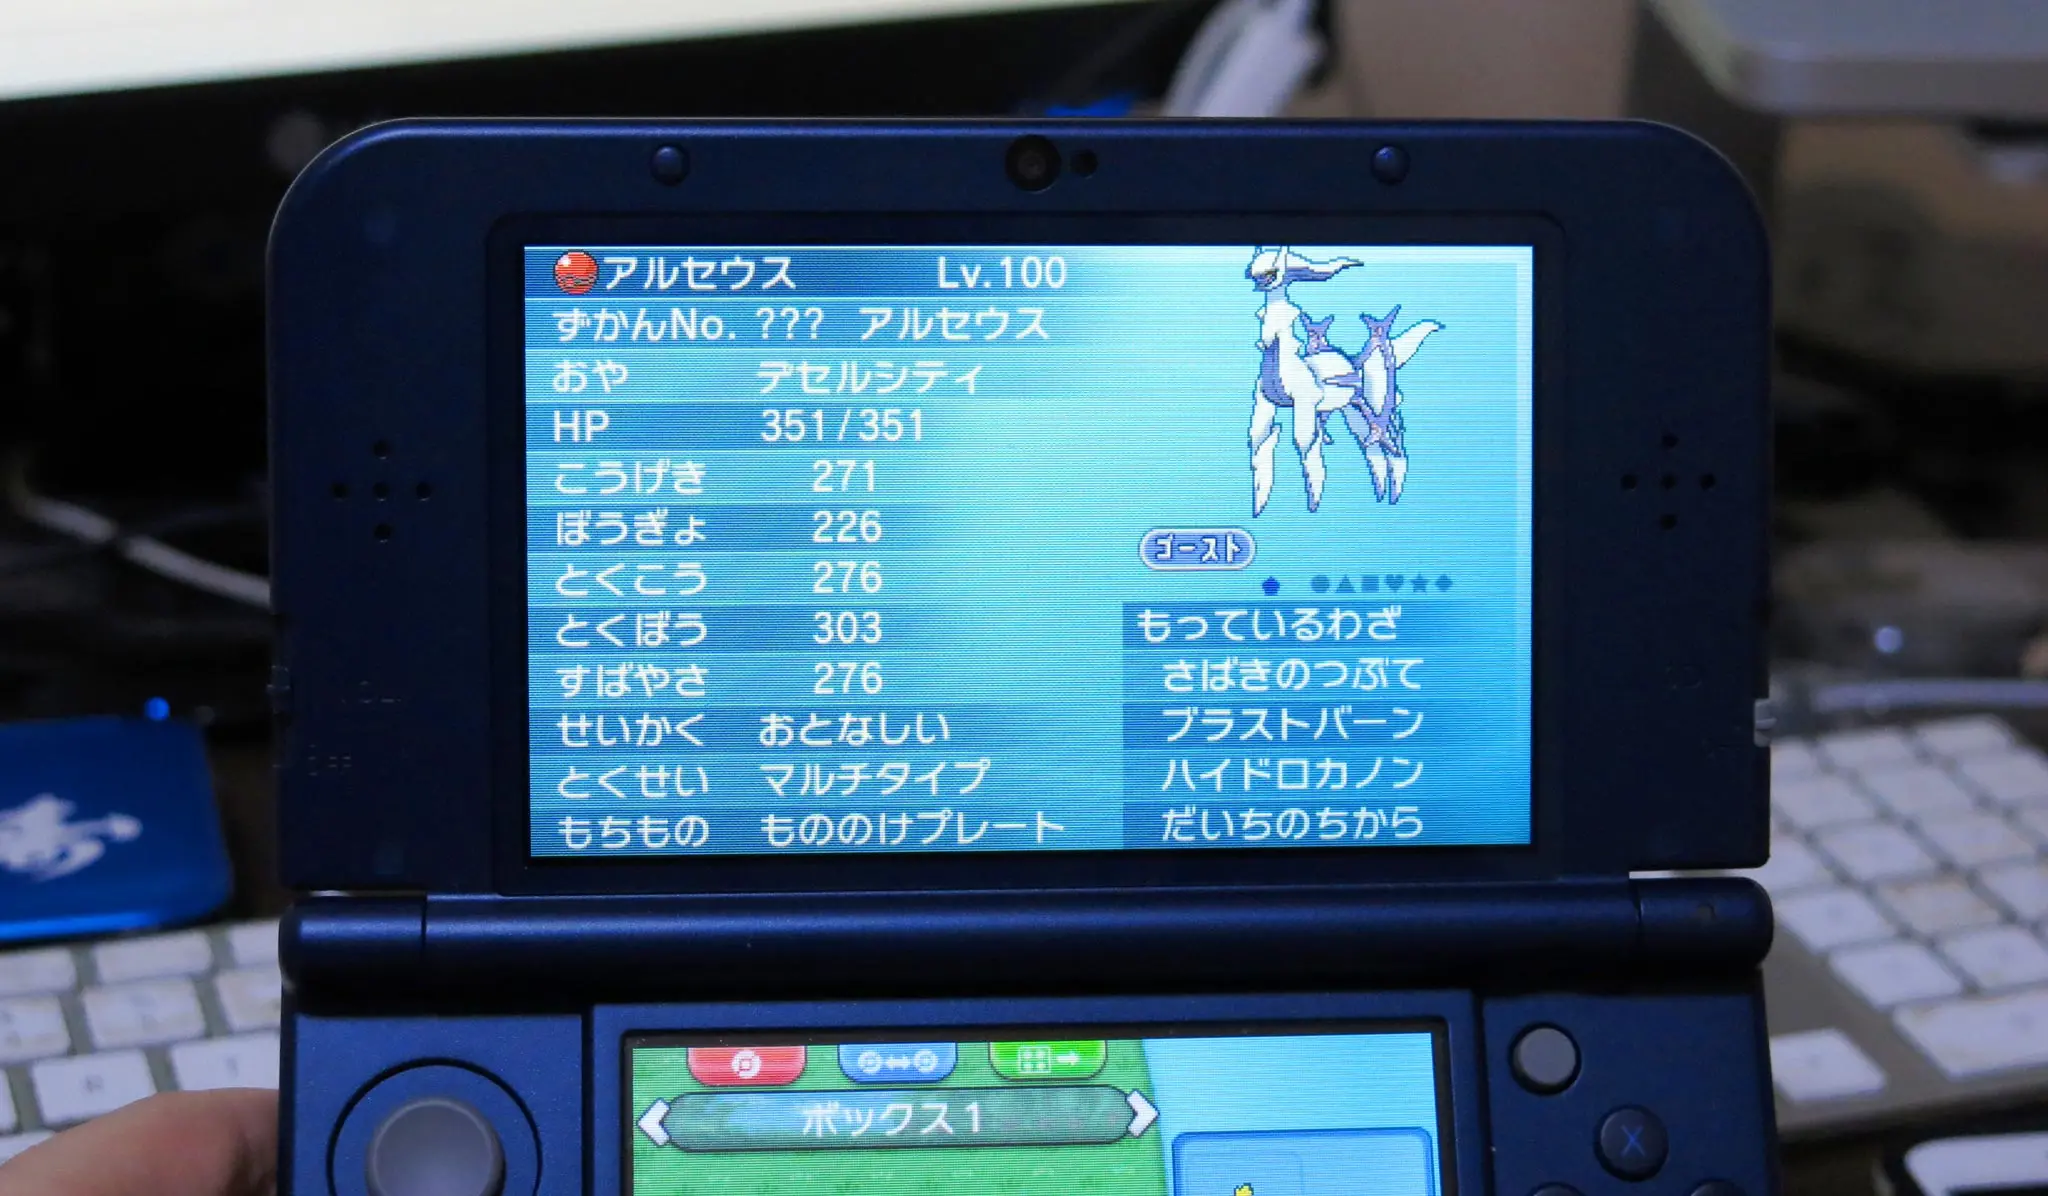 アルセウス Lv.100
ずかんNo. ??? アルセウス
おや デセルシティ
HP 351/351
こうげき 271
ぼうぎょ 226
とくこう 276
とくぼう 303
すばやさ 276
せいかく おとなしい
とくせい マルチタイプ
もちもの もののけプレート
ゴースト
もっているわざ
さばきのつぶて
ブラストバーン
ハイドロカノン
だいちのちから
ボックス1
X